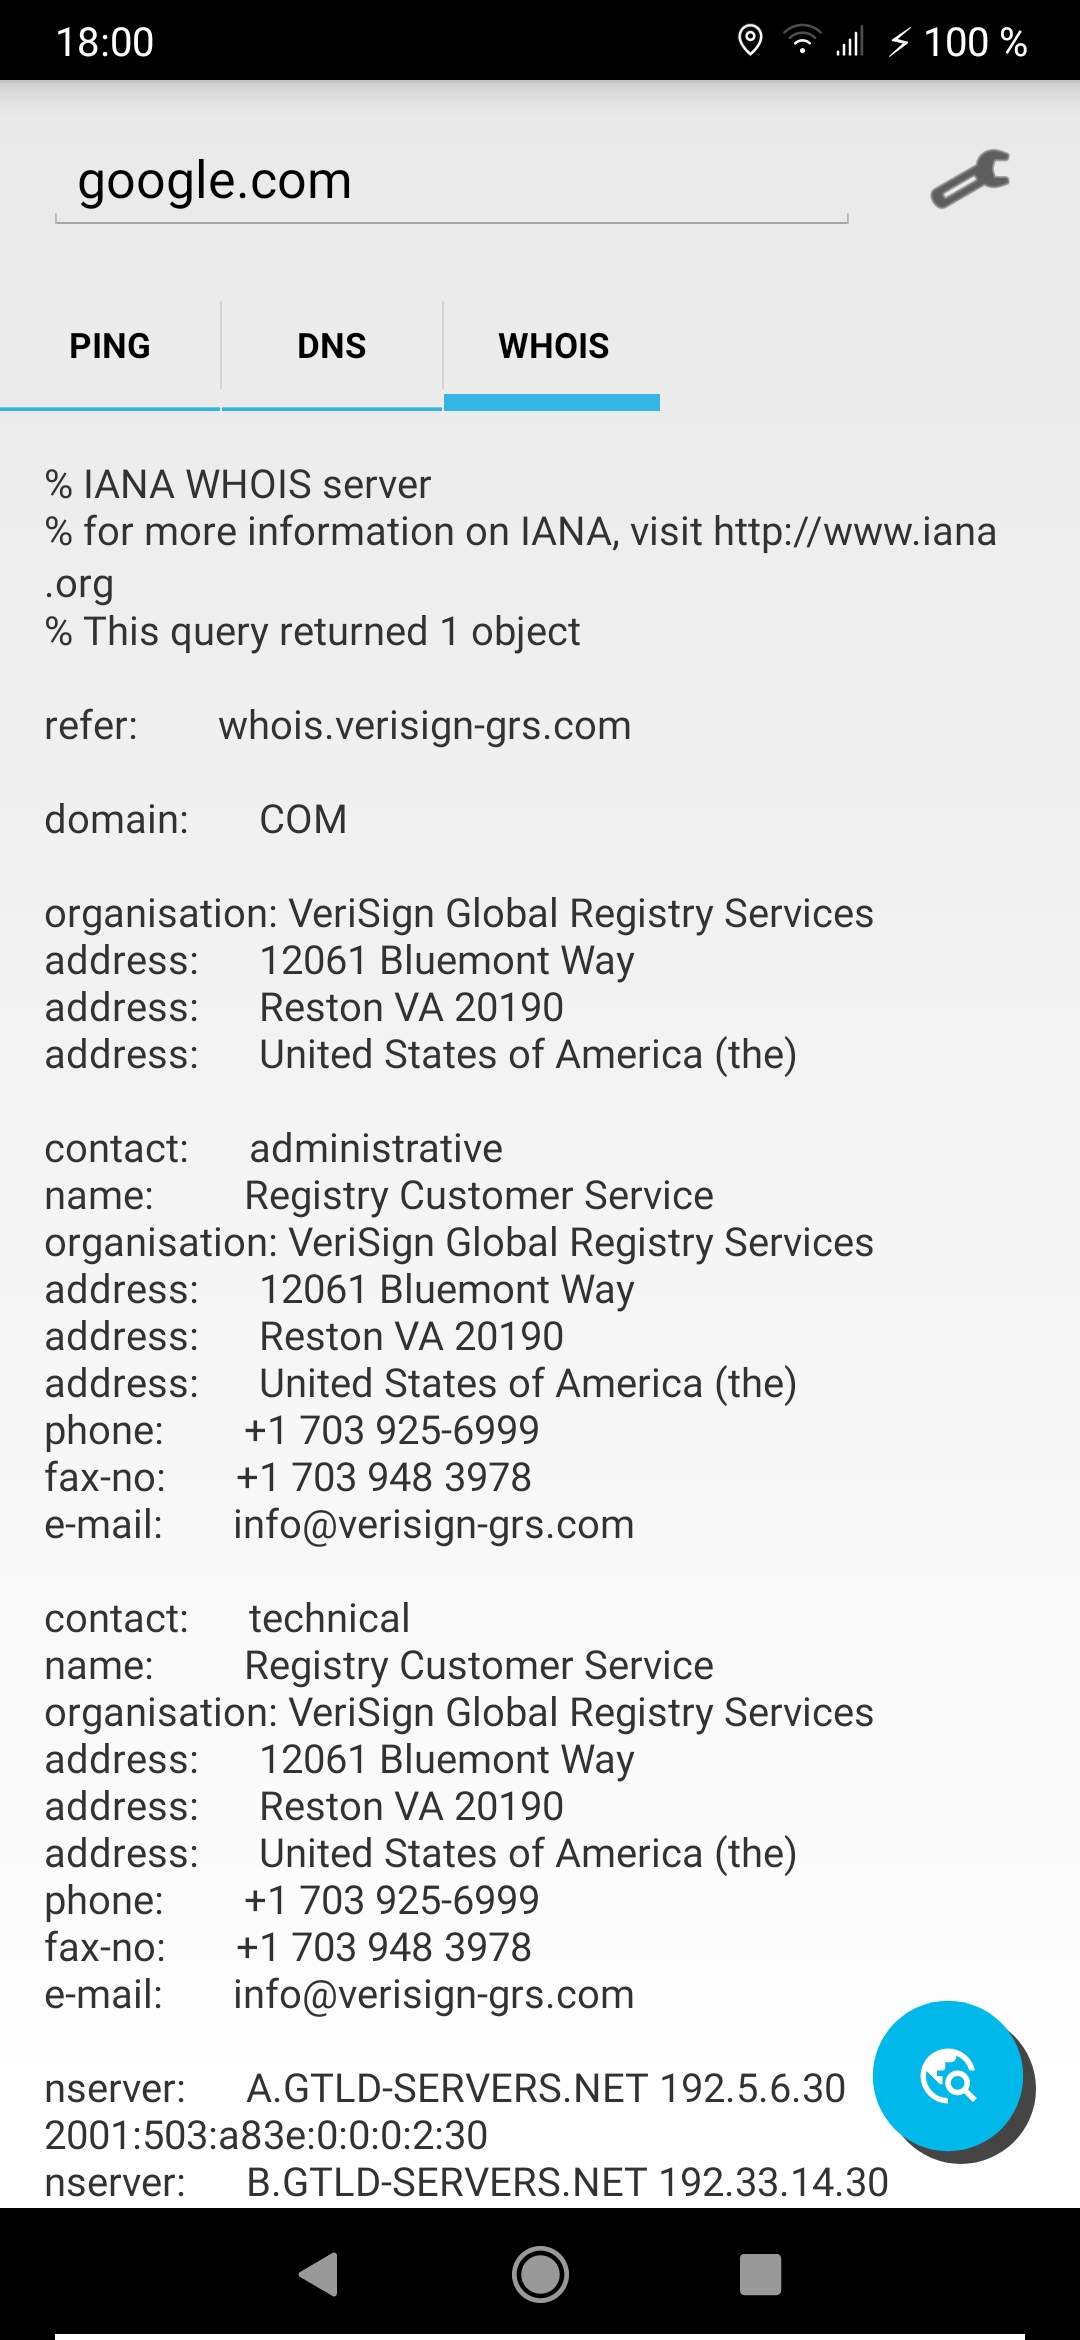 18:00
100 %
google.com
PING
DNS
WHOIS
% IANA WHOIS server
% for more information on IANA, visit http://www.iana
.org
% This query returned 1 object
refer: whois.verisign-grs.com
domain: COM
organisation: VeriSign Global Registry Services
address: 12061 Bluemont Way
address: Reston VA 20190
address: United States of America (the)
contact: administrative
name: Registry Customer Service
organisation: VeriSign Global Registry Services
address: 12061 Bluemont Way
address: Reston VA 20190
address: United States of America (the)
phone: +1 703 925-6999
fax-no: +1 703 948 3978
e-mail: info@verisign-grs.com
contact: technical
name: Registry Customer Service
organisation: VeriSign Global Registry Services
address: 12061 Bluemont Way
address: Reston VA 20190
address: United States of America (the)
phone: +1 703 925-6999
fax-no: +1 703 948 3978
e-mail: info@verisign-grs.com
nserver: A.GTLD-SERVERS.NET 192.5.6.30
2001:503:a83e:0:0:0:2:30
nserver: B.GTLD-SERVERS.NET 192.33.14.30